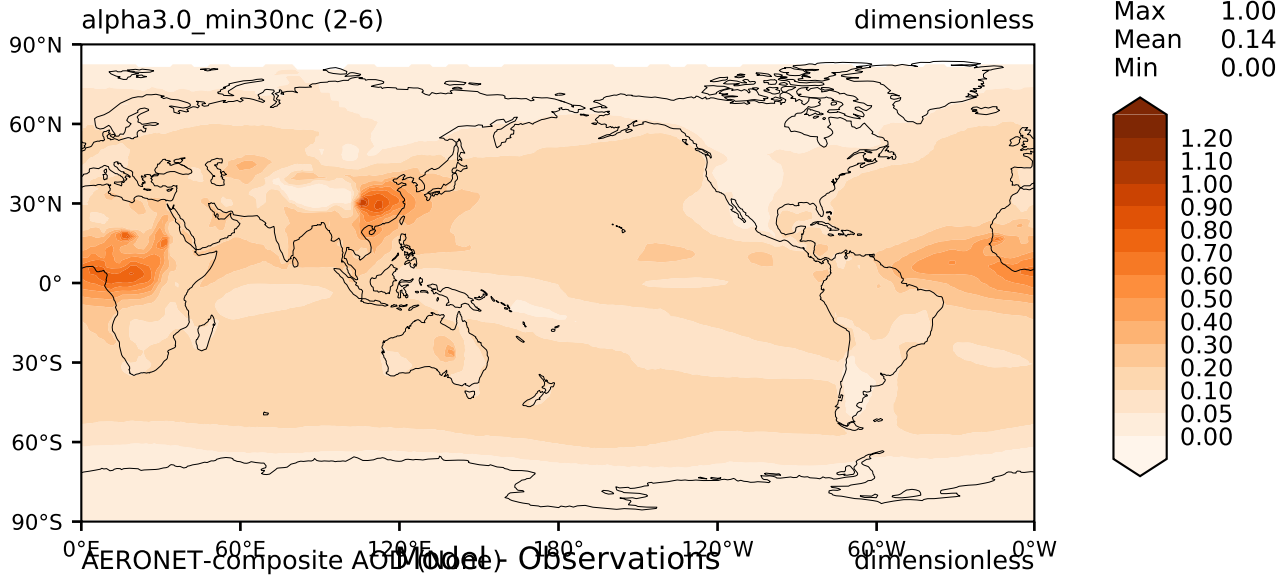 alpha3.0_min30nc (2-6) dimensionless
Max 1.00
Mean 0.14
Min 0.00
90°N
60°N
30°N
0°
30°S
60°S
90°S
1.20
1.10
1.00
0.90
0.80
0.70
0.60
0.50
0.40
0.30
0.20
0.10
0.05
0.00
0°E 60°E 120°E 180° 120°W 60°W 0°W
AERONET-composite AOD (None) Model - Observations dimensionless